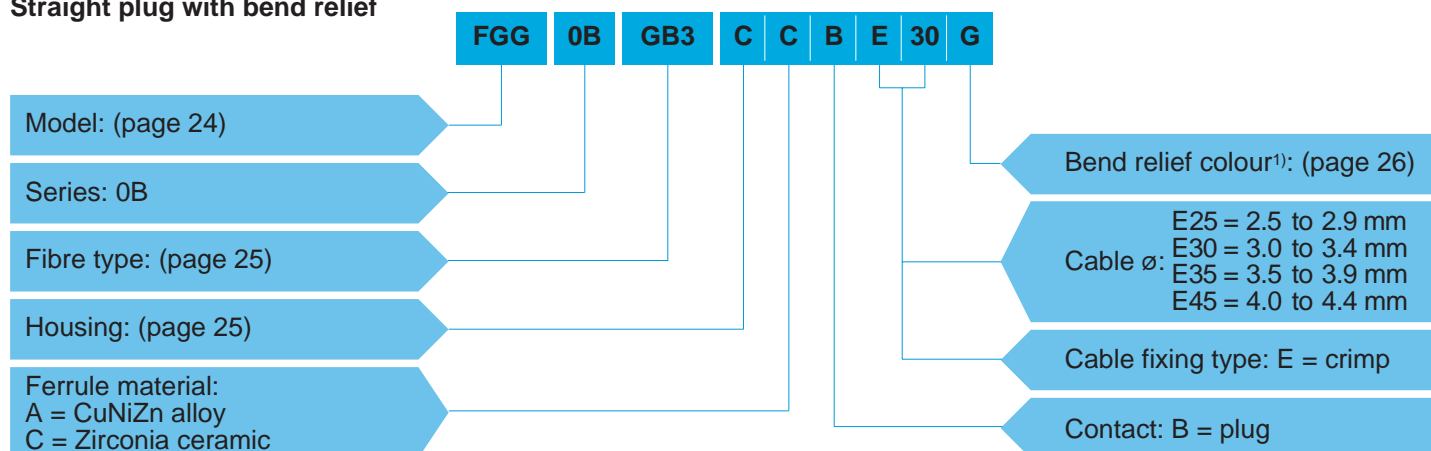 Straight plug with bend relief
FGG 0B GB3 C C B E 30 G
Model: (page 24)
Series: 0B
Fibre type: (page 25)
Housing: (page 25)
Ferrule material:
A = CuNiZn alloy
C = Zirconia ceramic
Bend relief colour¹⁾: (page 26)
Cable ø:
E25 = 2.5 to 2.9 mm
E30 = 3.0 to 3.4 mm
E35 = 3.5 to 3.9 mm
E45 = 4.0 to 4.4 mm
Cable fixing type: E = crimp
Contact: B = plug